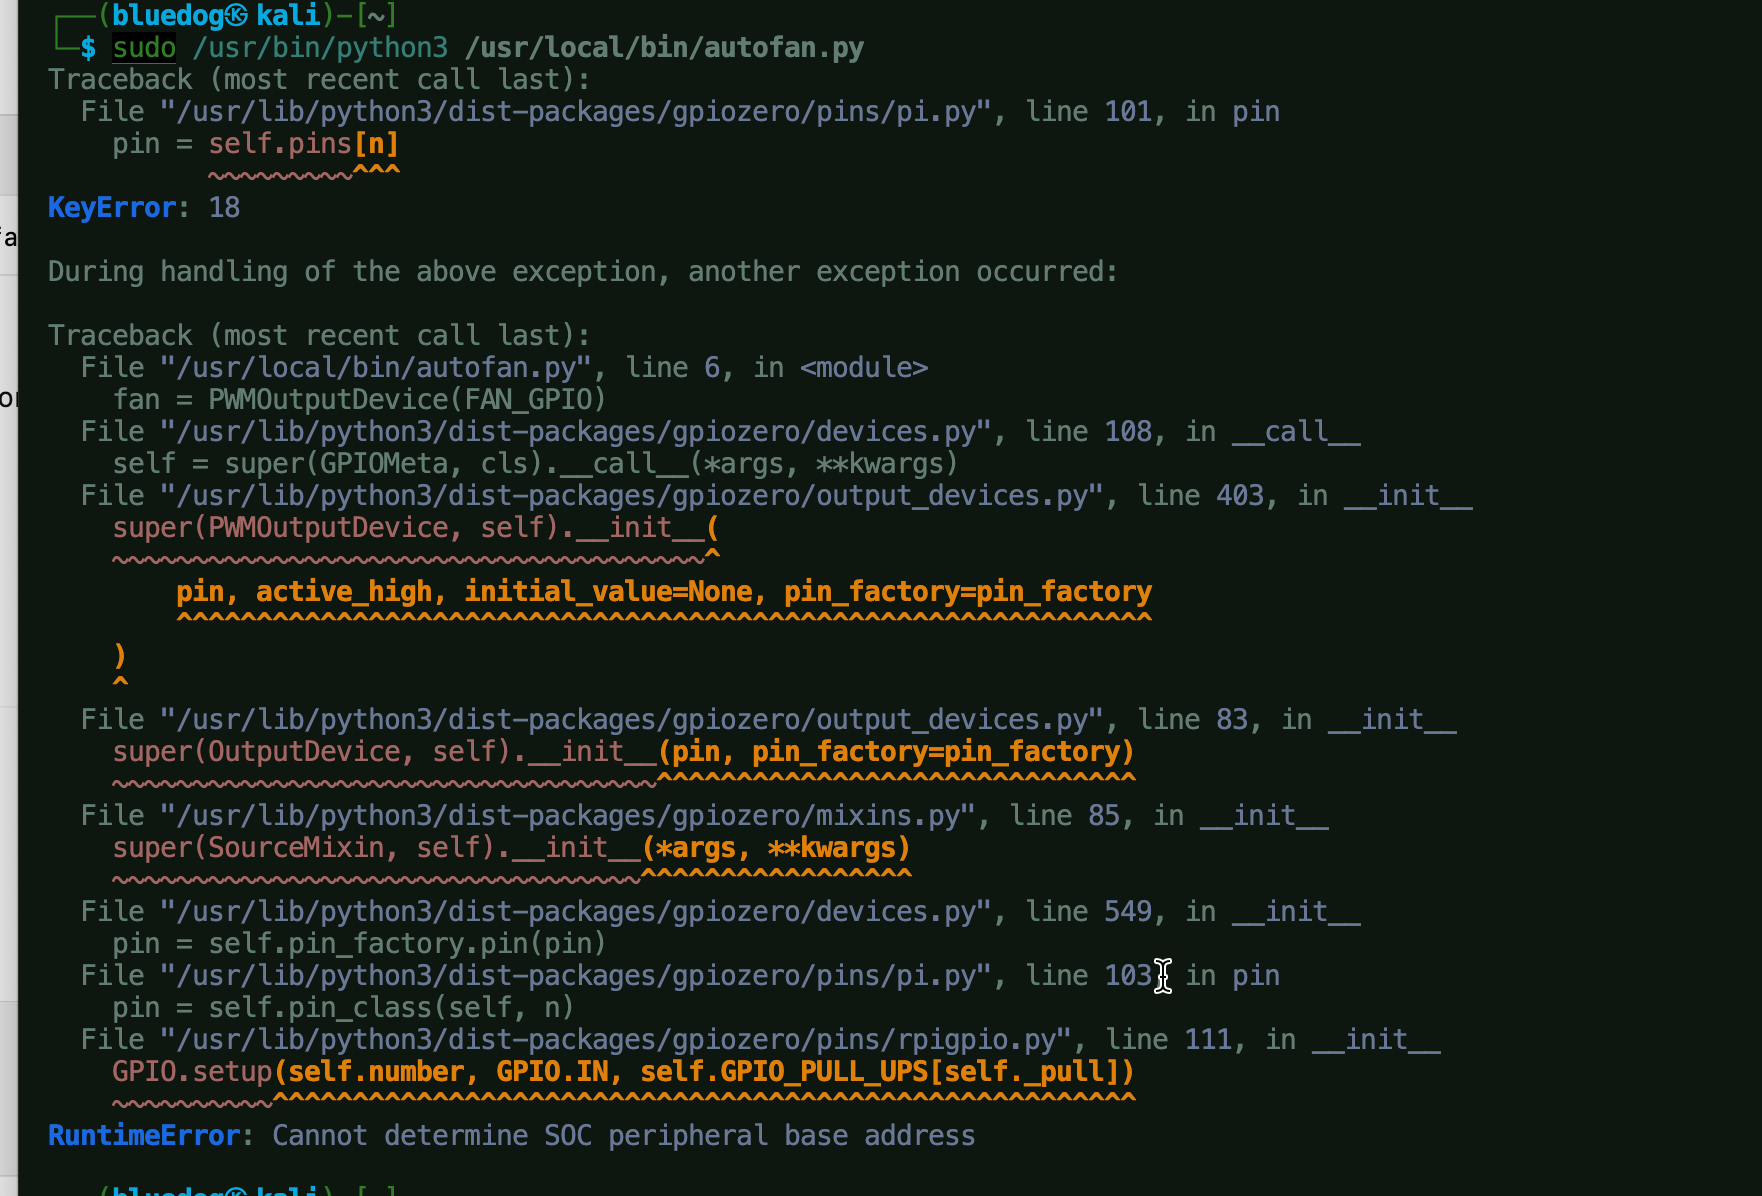 ┌──(bluedog㉿kali)-[~]
└─$ sudo /usr/bin/python3 /usr/local/bin/autofan.py
Traceback (most recent call last):
  File "/usr/lib/python3/dist-packages/gpiozero/pins/pi.py", line 101, in pin
    pin = self.pins[n]
          ~~~~~~~~~^^^
KeyError: 18
fa
During handling of the above exception, another exception occurred:

Traceback (most recent call last):
  File "/usr/local/bin/autofan.py", line 6, in <module>
    fan = PWMOutputDevice(FAN_GPIO)
or
  File "/usr/lib/python3/dist-packages/gpiozero/devices.py", line 108, in __call__
    self = super(GPIOMeta, cls).__call__(*args, **kwargs)
  File "/usr/lib/python3/dist-packages/gpiozero/output_devices.py", line 403, in __init__
    super(PWMOutputDevice, self).__init__(
    ~~~~~~~~~~~~~~~~~~~~~~~~~~~~~~~~~~~~~^
        pin, active_high, initial_value=None, pin_factory=pin_factory
        ^^^^^^^^^^^^^^^^^^^^^^^^^^^^^^^^^^^^^^^^^^^^^^^^^^^^^^^^^^^^^
    )
    ^
  File "/usr/lib/python3/dist-packages/gpiozero/output_devices.py", line 83, in __init__
    super(OutputDevice, self).__init__(pin, pin_factory=pin_factory)
    ~~~~~~~~~~~~~~~~~~~~~~~~~~~~~~~~~~^^^^^^^^^^^^^^^^^^^^^^^^^^^^^^
  File "/usr/lib/python3/dist-packages/gpiozero/mixins.py", line 85, in __init__
    super(SourceMixin, self).__init__(*args, **kwargs)
    ~~~~~~~~~~~~~~~~~~~~~~~~~~~~~~~~~^^^^^^^^^^^^^^^^^
  File "/usr/lib/python3/dist-packages/gpiozero/devices.py", line 549, in __init__
    pin = self.pin_factory.pin(pin)
  File "/usr/lib/python3/dist-packages/gpiozero/pins/pi.py", line 103, in pin
    pin = self.pin_class(self, n)
  File "/usr/lib/python3/dist-packages/gpiozero/pins/rpigpio.py", line 111, in __init__
    GPIO.setup(self.number, GPIO.IN, self.GPIO_PULL_UPS[self._pull])
    ~~~~~~~~~~^^^^^^^^^^^^^^^^^^^^^^^^^^^^^^^^^^^^^^^^^^^^^^^^^^^^^^
RuntimeError: Cannot determine SOC peripheral base address

┌──(bluedog㉿kali)-[~]